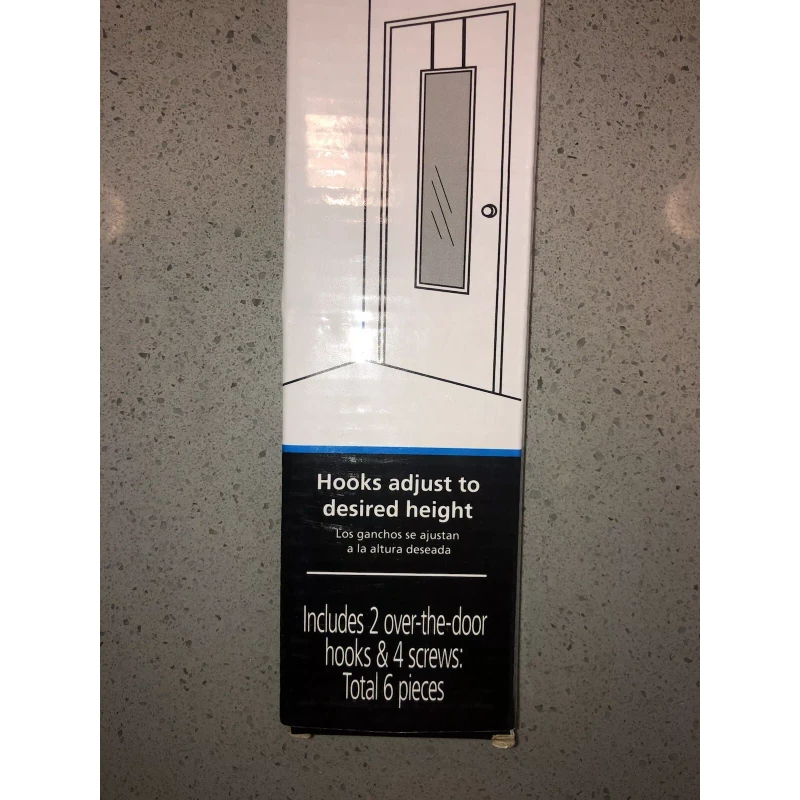 Hooks adjust to
desired height
Los ganchos se ajustan
a la altura deseada
Includes 2 over-the-door
hooks & 4 screws:
Total 6 pieces